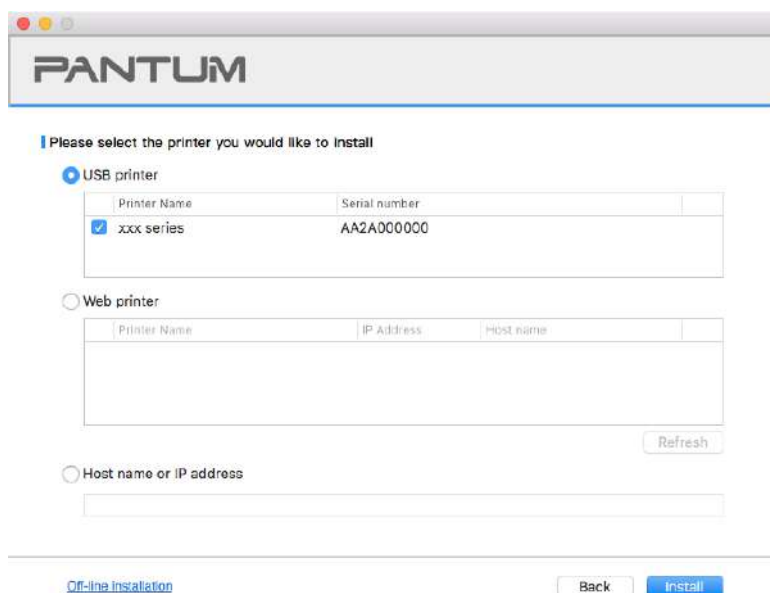 PANTUM
Please select the printer you would like to install
USB printer
Printer Name Serial number
xxx series AA2A000000
Web printer
Printer Name IP Address Host name
Refresh
Host name or IP address
Off-line installation Back Install